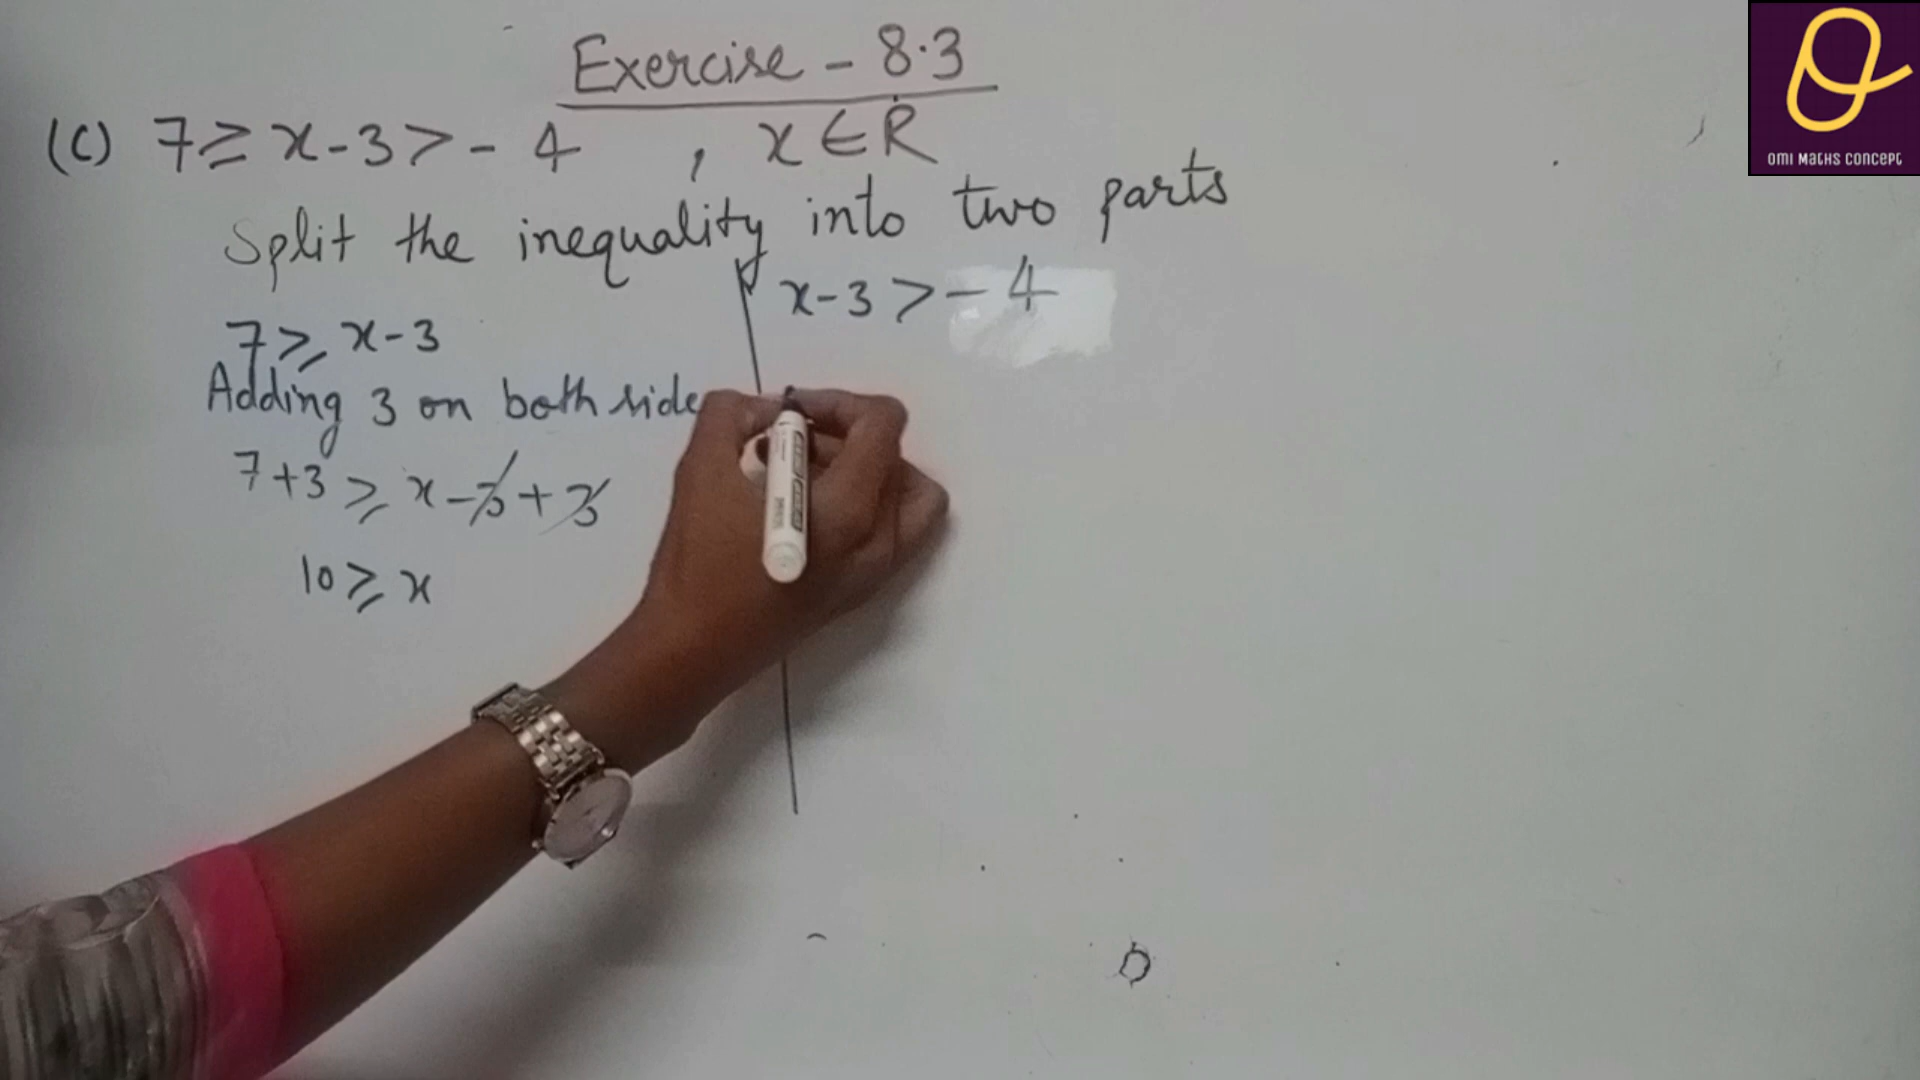 Exercise - 8.3
(C) 7 ≥ x - 3 > - 4 , x ∈ R
Split the inequality into two parts
7 ≥ x - 3
Adding 3 on both side
7 + 3 ≥ x - 3 + 3
10 ≥ x
x - 3 > - 4
OMI MATHS CONCEPT